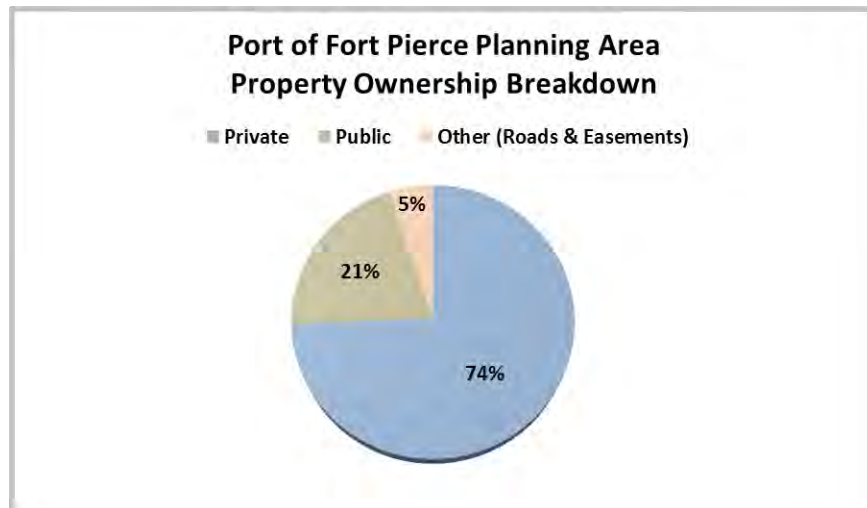 Port of Fort Pierce Planning Area
Property Ownership Breakdown
Private Public Other (Roads & Easements)
5%
21%
74%